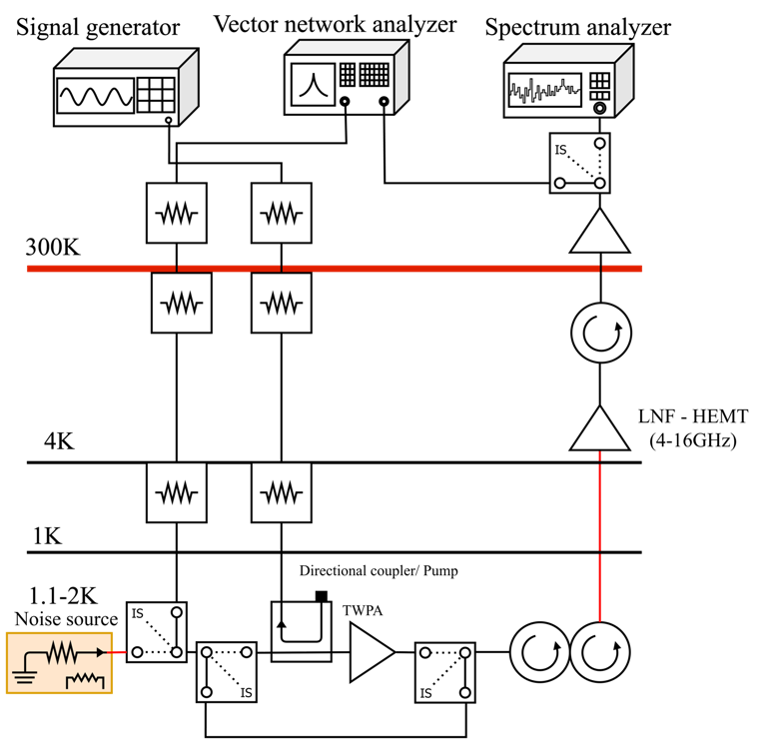 Signal generator
Vector network analyzer
Spectrum analyzer
IS
300K
LNF - HEMT
(4-16GHz)
4K
1K
Directional coupler/ Pump
1.1-2K
Noise source
IS
TWPA
IS
IS